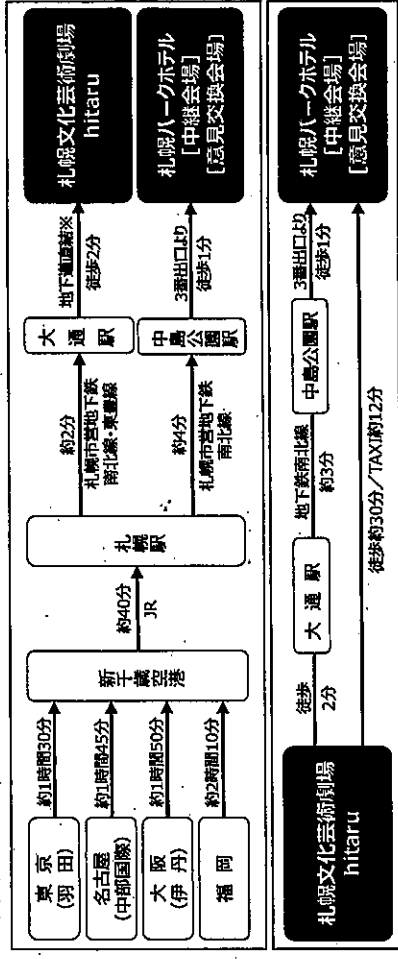 東京
(羽田)
名古屋
(中部国際)
大阪
(伊丹)
福岡
約1時間30分
約1時間45分
約1時間50分
約2時間10分
新千歳空港
約40分
JR
札幌駅
約2分
札幌市営地下鉄
南北線・東豊線
約4分
札幌市営地下鉄
南北線
大通駅
中島公園駅
地下道直結※
徒歩2分
3番出口より
徒歩1分
札幌文化芸術劇場
hitaru
札幌パークホテル
[中継会場]
[意見交換会場]
札幌文化芸術劇場
hitaru
徒歩
2分
大通駅
地下鉄南北線
約3分
中島公園駅
3番出口より
徒歩1分
徒歩約30分/TAXI約12分
札幌パークホテル
[中継会場]
[意見交換会場]